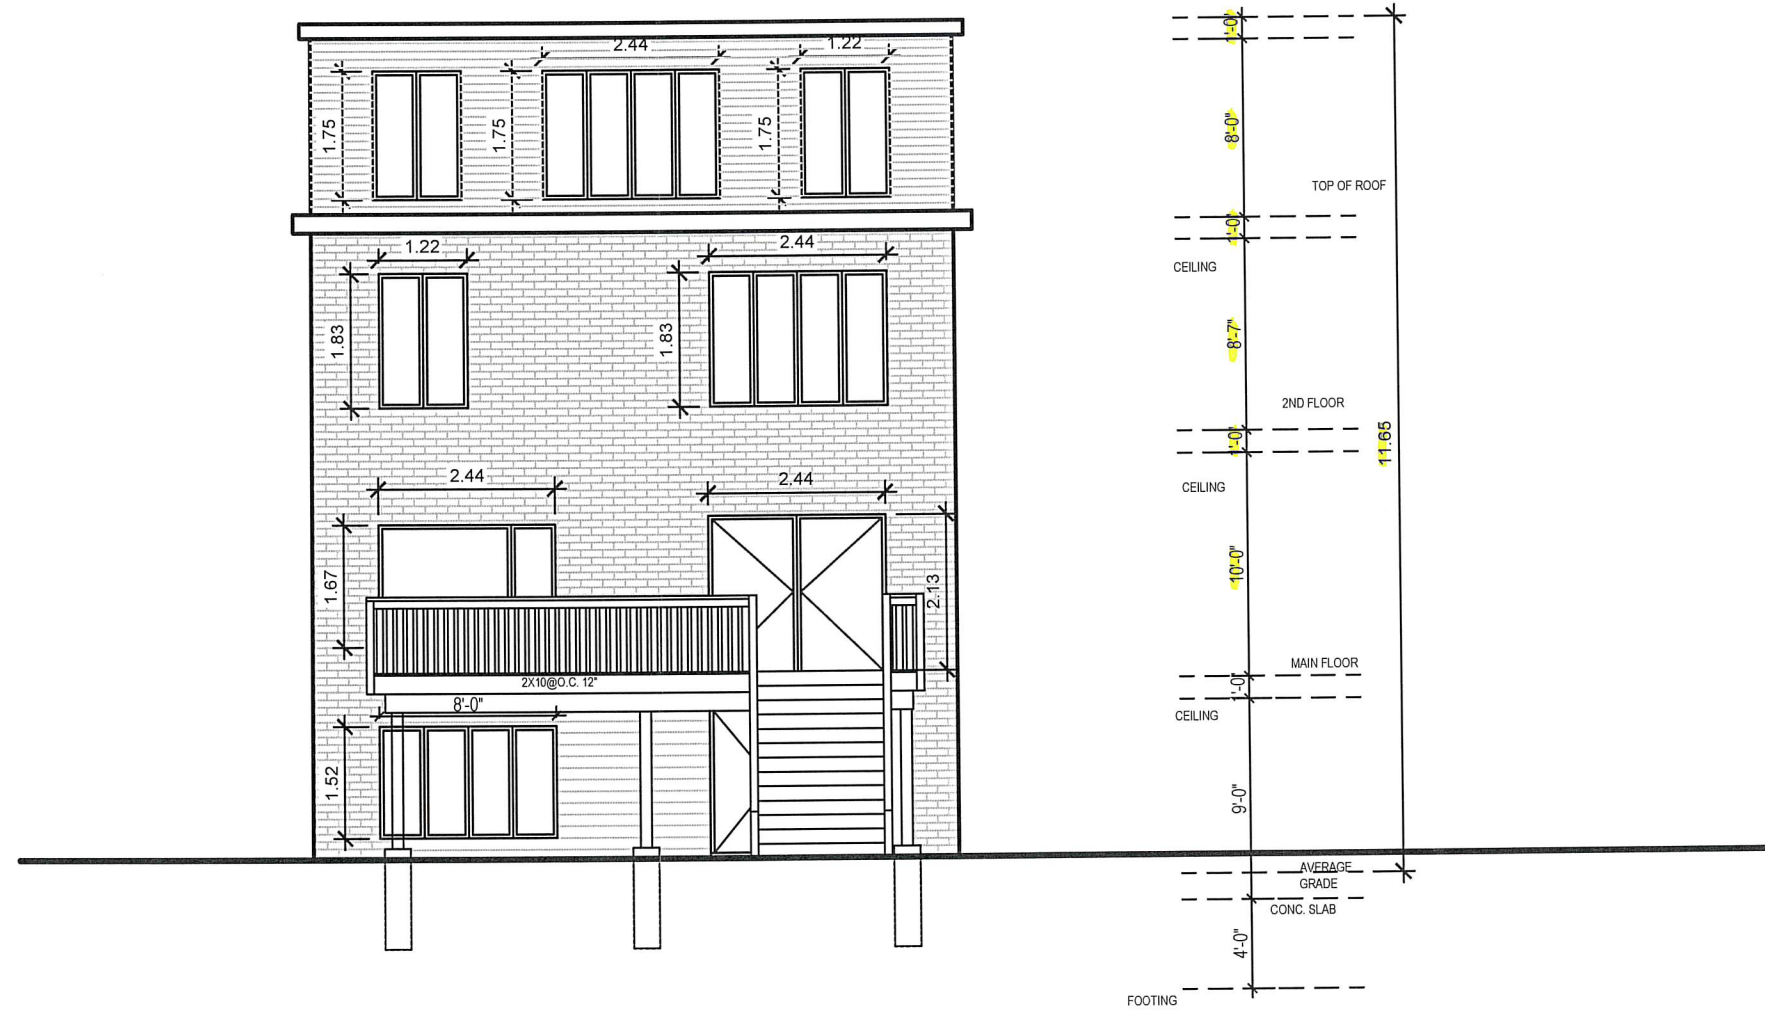 2.44
1.22
1.75
1.75
1.75
1.22
2.44
1.83
1.83
2.44
2.44
1.67
2.13
2X10@O.C. 12"
8'-0"
1.52
1'-0"
8'-0"
TOP OF ROOF
1'-0"
CEILING
8'-7"
2ND FLOOR
1'-0"
11.65
CEILING
10'-0"
MAIN FLOOR
1'-0"
CEILING
9'-0"
AVERAGE
GRADE
CONC. SLAB
4'-0"
FOOTING